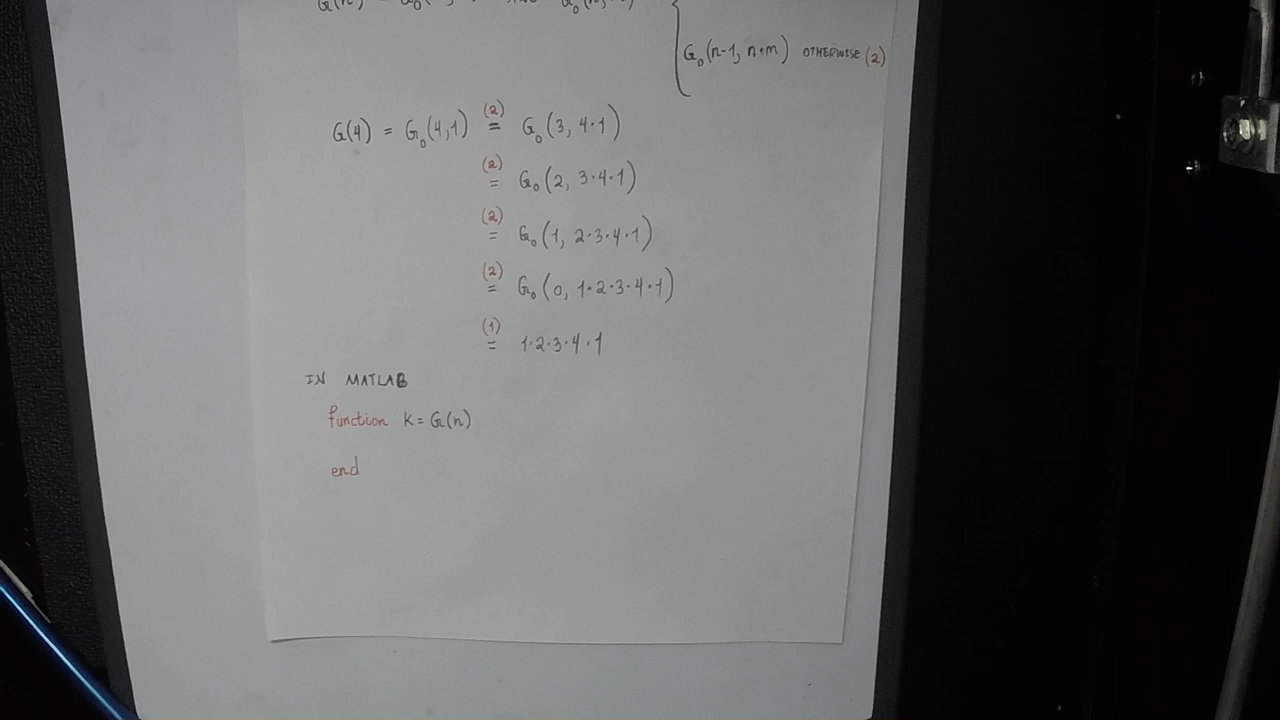 G₀(n-1, n·m) OTHERWISE (2)
G(4) = G₀(4,1) (2) = G₀(3, 4·1)
(2) = G₀(2, 3·4·1)
(2) = G₀(1, 2·3·4·1)
(2) = G₀(0, 1·2·3·4·1)
(1) = 1·2·3·4·1
IN MATLAB
function K = G(n)
end